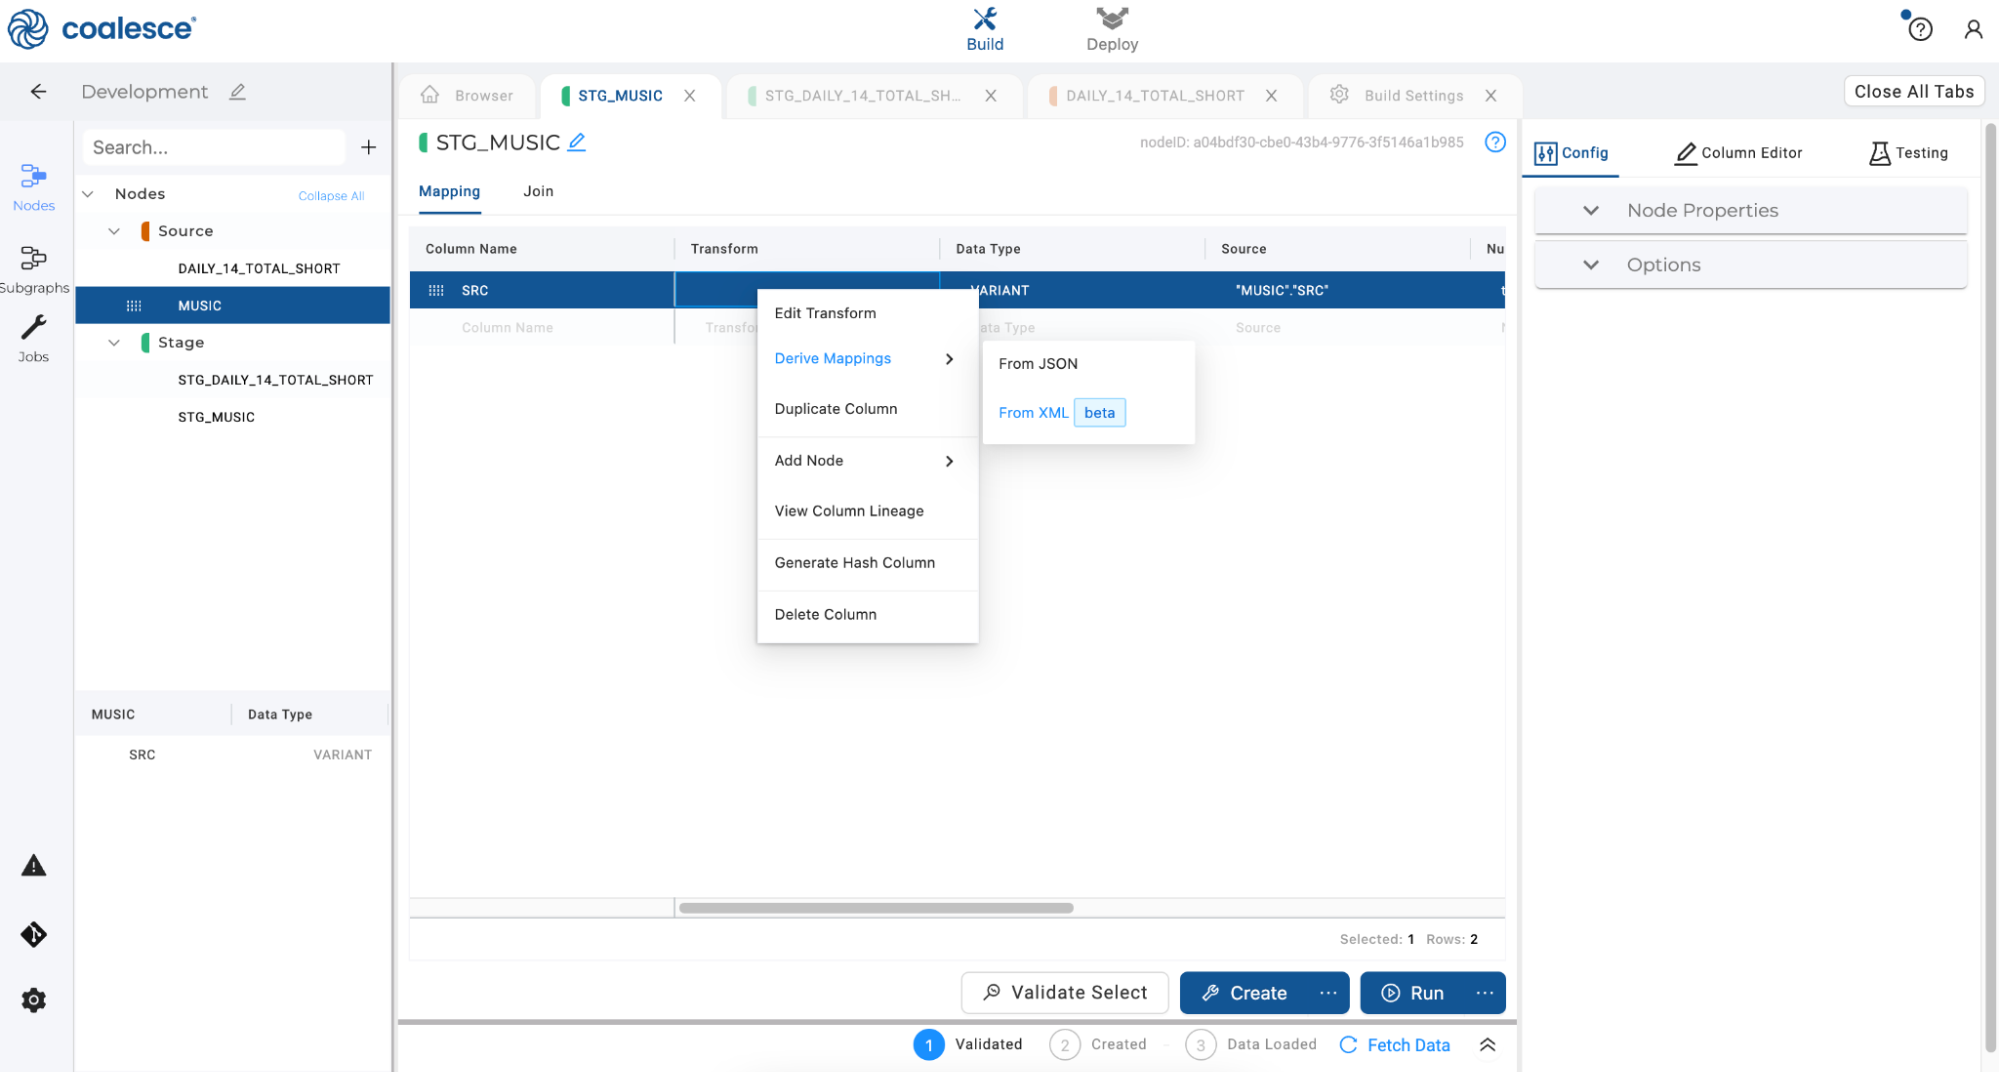 coalesce
Build
Deploy
Development
Browser
STG_MUSIC
STG_DAILY_14_TOTAL_SH...
DAILY_14_TOTAL_SHORT
Build Settings
Close All Tabs
Search...
Nodes
Collapse All
Source
DAILY_14_TOTAL_SHORT
MUSIC
Stage
STG_DAILY_14_TOTAL_SHORT
STG_MUSIC
Nodes
Subgraphs
Jobs
STG_MUSIC
nodeID: a04bdf30-cbe0-43b4-9776-3f5146a1b985
Mapping
Join
Column Name Transform Data Type Source Nu
SRC VARIANT "MUSIC"."SRC" t
Column Name Transfo ata Type Source N
Edit Transform
Derive Mappings
Duplicate Column
Add Node
View Column Lineage
Generate Hash Column
Delete Column
From JSON
From XML beta
Config
Column Editor
Testing
Node Properties
Options
MUSIC Data Type
SRC VARIANT
Selected: 1 Rows: 2
Validate Select
Create ...
Run ...
1 Validated
2 Created -
3 Data Loaded
Fetch Data